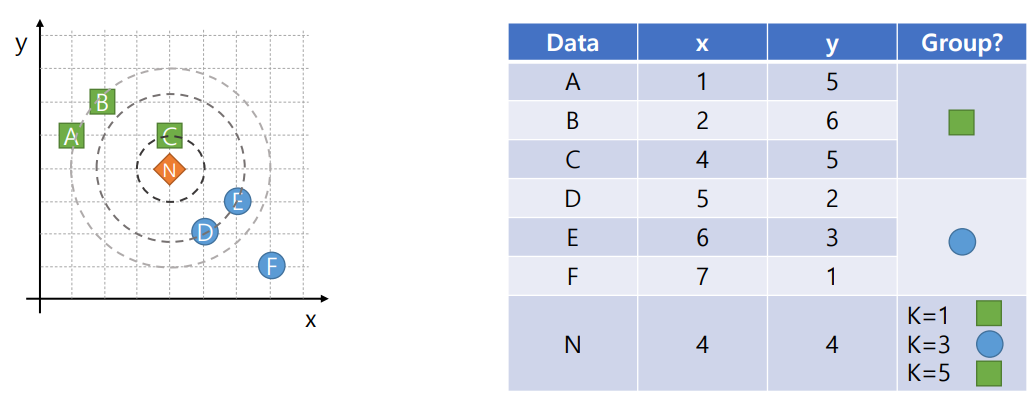 y
B
A
C
N
E
D
F
x
Data x y Group?
A 1 5
B 2 6
C 4 5
D 5 2
E 6 3
F 7 1
N 4 4
K=1
K=3
K=5